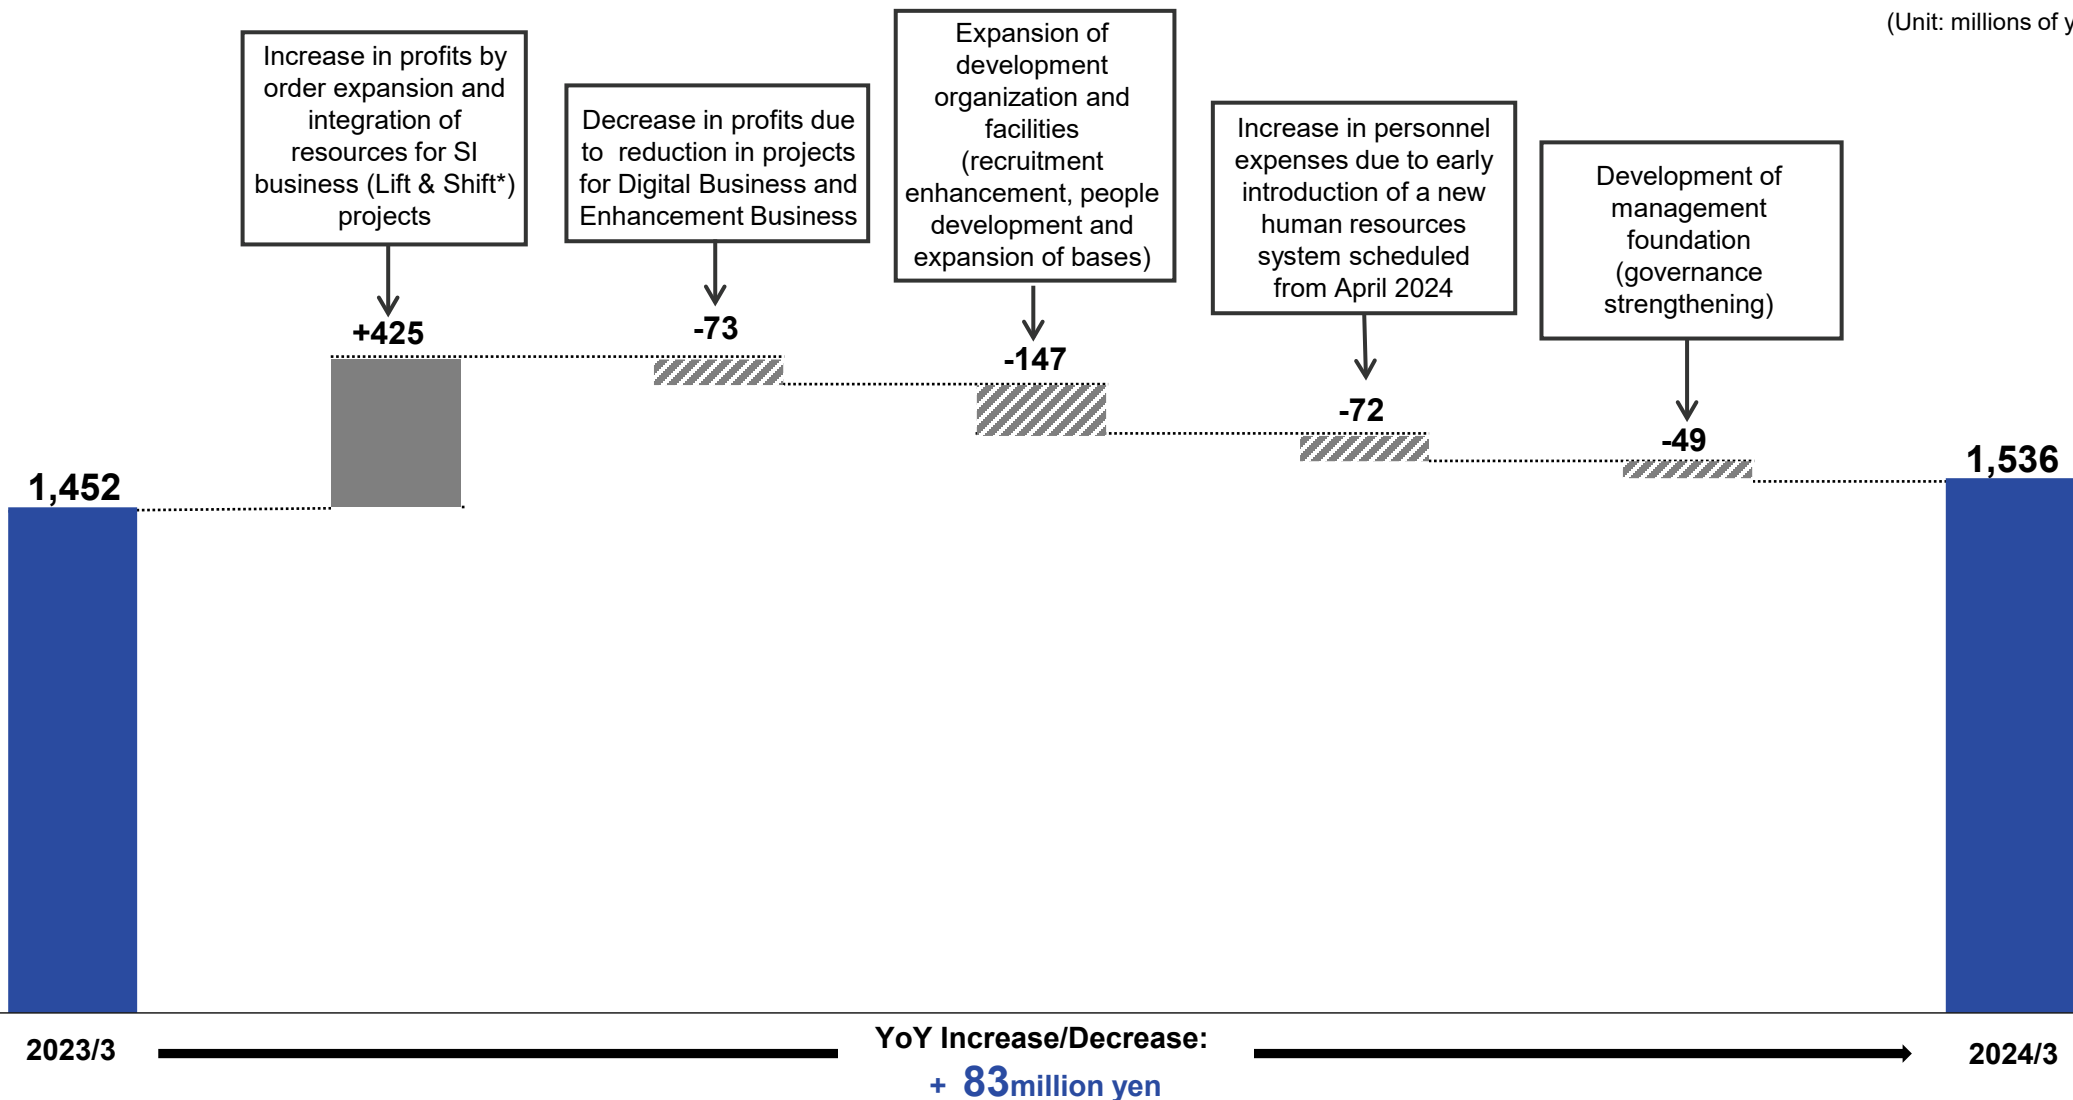 (Unit: millions of y
Increase in profits by
order expansion and
integration of
resources for SI
business (Lift & Shift*)
projects
Decrease in profits due
to  reduction in projects
for Digital Business and
Enhancement Business
Expansion of
development
organization and
facilities
(recruitment
enhancement, people
development and
expansion of bases)
Increase in personnel
expenses due to early
introduction of a new
human resources
system scheduled
from April 2024
Development of
management
foundation
(governance
strengthening)
+425
-73
-147
-72
-49
1,452
1,536
2023/3
YoY Increase/Decrease:
+ 83million yen
2024/3